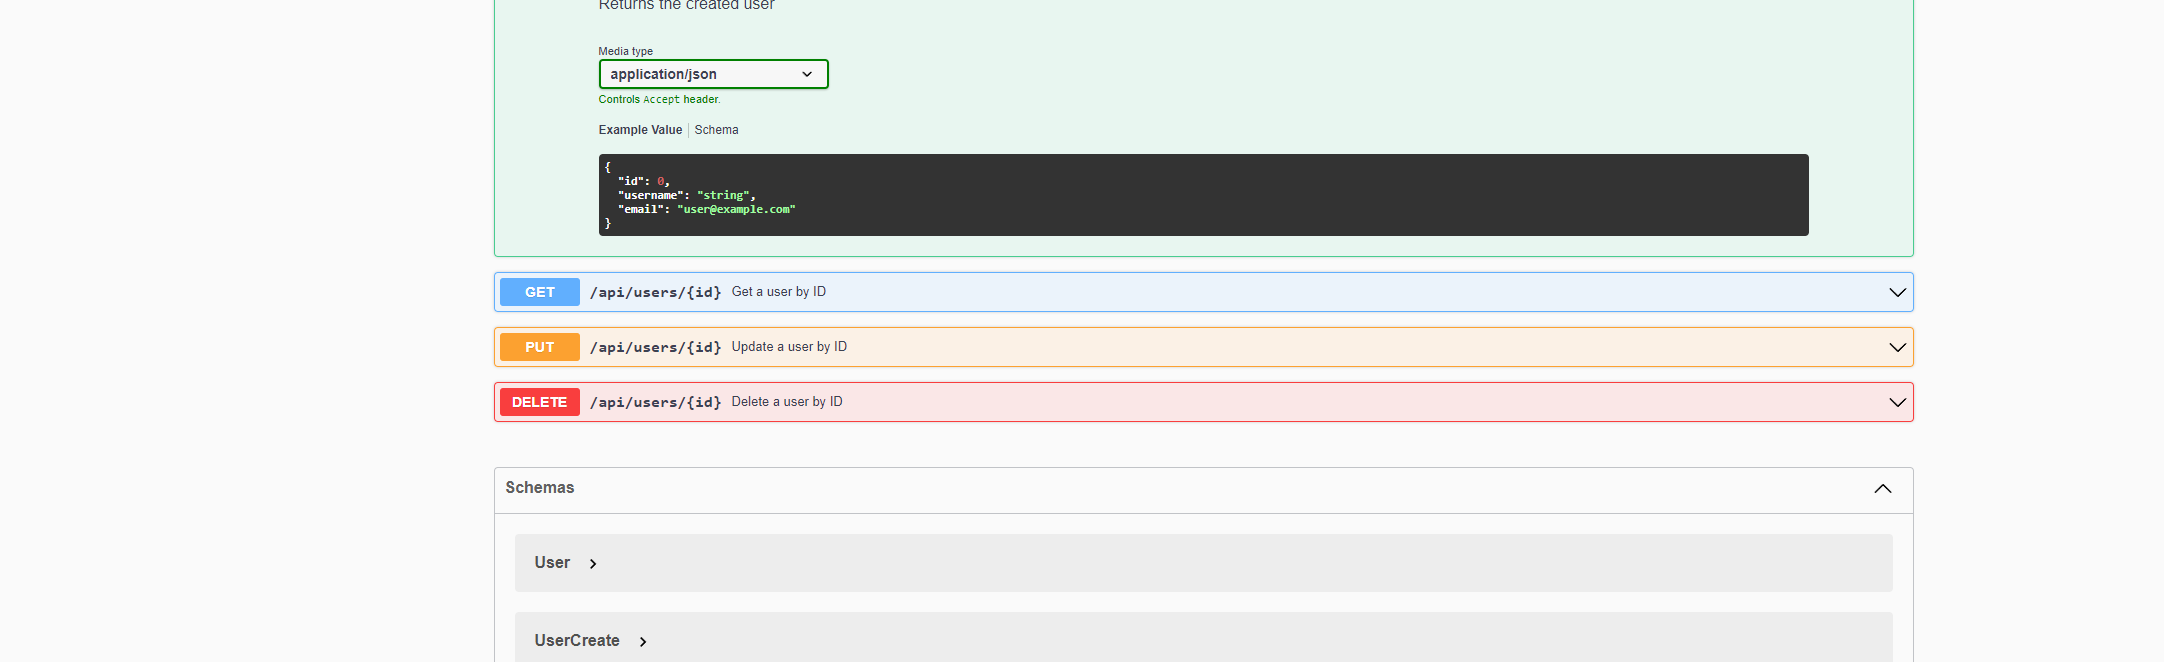 Returns the created user
Media type
application/json
Controls Accept header.
Example Value Schema
{
"id": 0,
"username": "string",
"email": "user@example.com"
}
GET /api/users/{id} Get a user by ID
PUT /api/users/{id} Update a user by ID
DELETE /api/users/{id} Delete a user by ID
Schemas
User
UserCreate